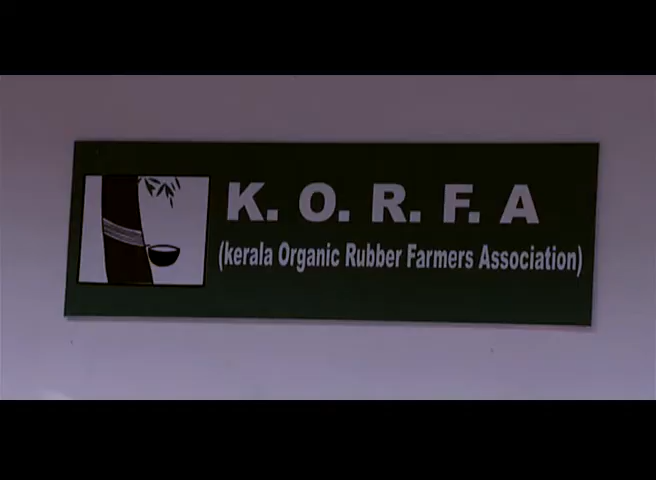 K. O. R. F. A
(kerala Organic Rubber Farmers Association)